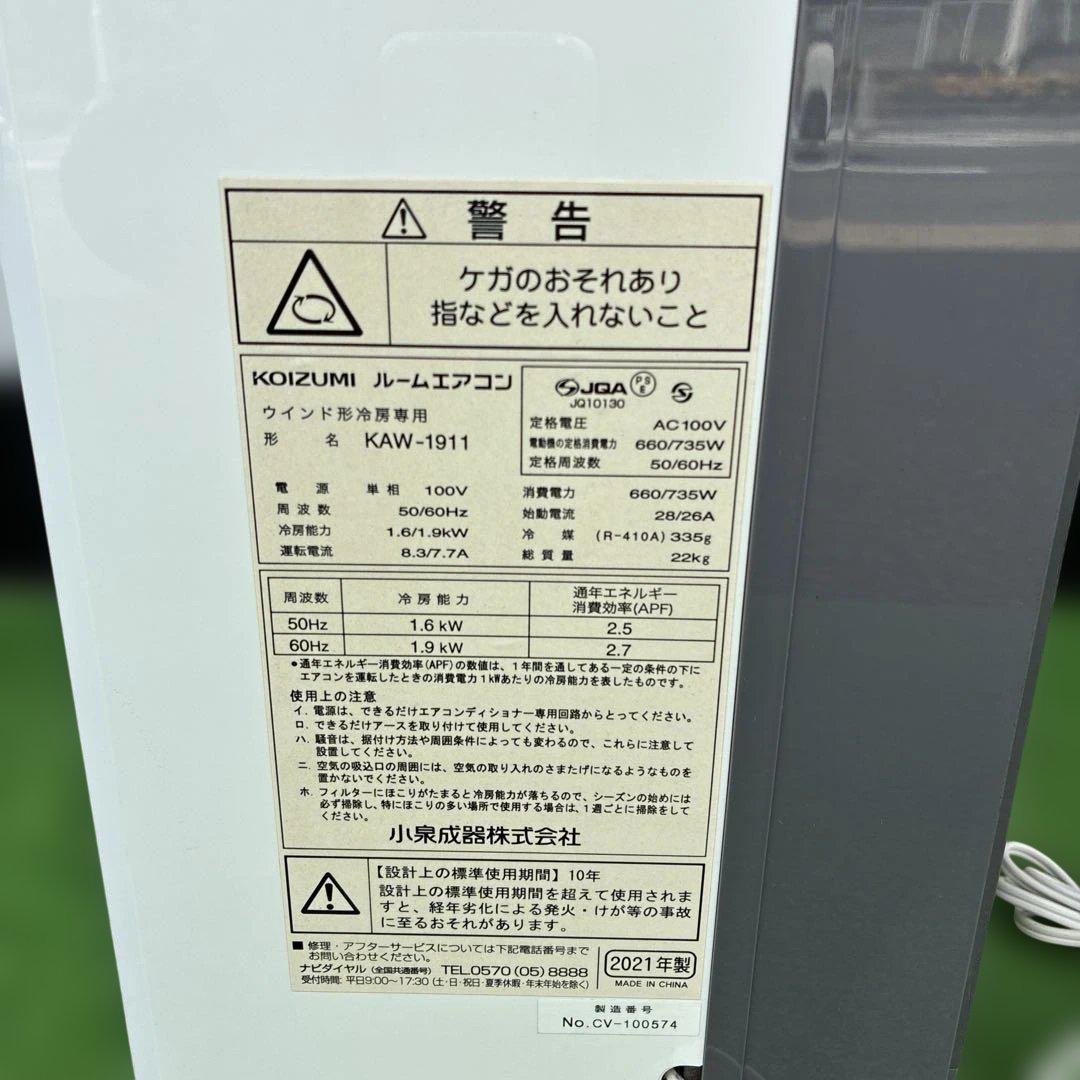 警告
ケガのおそれあり
指などを入れないこと
KOIZUMI ルームエアコン
ウインド形冷房専用
形名 KAW-1911
JQA PSE S
JQ10130
定格電圧 AC100V
電動機の定格消費電力 660/735W
定格周波数 50/60Hz
電源 単相 100V
周波数 50/60Hz
冷房能力 1.6/1.9kW
運転電流 8.3/7.7A
消費電力 660/735W
始動電流 28/26A
冷媒 (R-410A) 335g
総質量 22kg
周波数 冷房能力 通年エネルギー
消費効率(APF)
50Hz 1.6 kW 2.5
60Hz 1.9 kW 2.7
●通年エネルギー消費効率(APF)の数値は、1年間を通してある一定の条件の下に
エアコンを運転したときの消費電力1kWあたりの冷房能力を表したものです。
使用上の注意
イ. 電源は、できるだけエアコンディショナー専用回路からとってください。
ロ. できるだけアースを取り付けて使用してください。
ハ. 騒音は、据付け方法や周囲条件によっても変わるので、これらに注意して
設置してください。
ニ. 空気の吸込口の周囲には、空気の取り入れのさまたげになるようなものを
置かないでください。
ホ. フィルターにほこりがたまると冷房能力が落ちるので、シーズンの始めには
必ず掃除し、特にほこりの多い場所で使用する場合は、1週ごとに掃除をして
ください。
小泉成器株式会社
【設計上の標準使用期間】10年
設計上の標準使用期間を超えて使用されま
すと、経年劣化による発火・けが等の事故
に至るおそれがあります。
■修理・アフターサービスについては下記電話番号まで
お問い合わせください。
ナビダイヤル(全国共通番号) TEL.0570(05)8888
受付時間: 平日9:00~17:30 (土・日・祝日・夏季休暇・年末年始を除く)
2021年製
MADE IN CHINA
製造番号
No.CV-100574